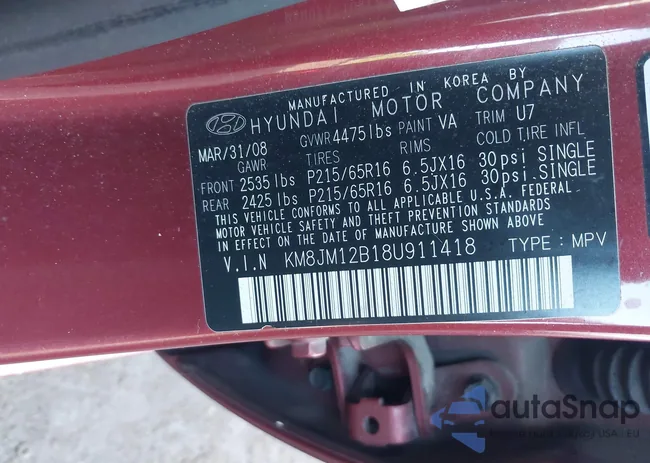 MANUFACTURED IN KOREA BY
HYUNDAI MOTOR COMPANY
MAR/31/08 GVWR 4475lbs PAINT VA TRIM U7
GAWR TIRES RIMS COLD TIRE INFL
FRONT 2535 lbs P215/65R16 6.5JX16 30psi SINGLE
REAR 2425 lbs P215/65R16 6.5JX16 30psi.SINGLE
THIS VEHICLE CONFORMS TO ALL APPLICABLE U.S.A. FEDERAL
MOTOR VEHICLE SAFETY AND THEFT PREVENTION STANDARDS
IN EFFECT ON THE DATE OF MANUFACTURE SHOWN ABOVE.
V.I.N KM8JM12B18U911418 TYPE : MPV
autaSnap